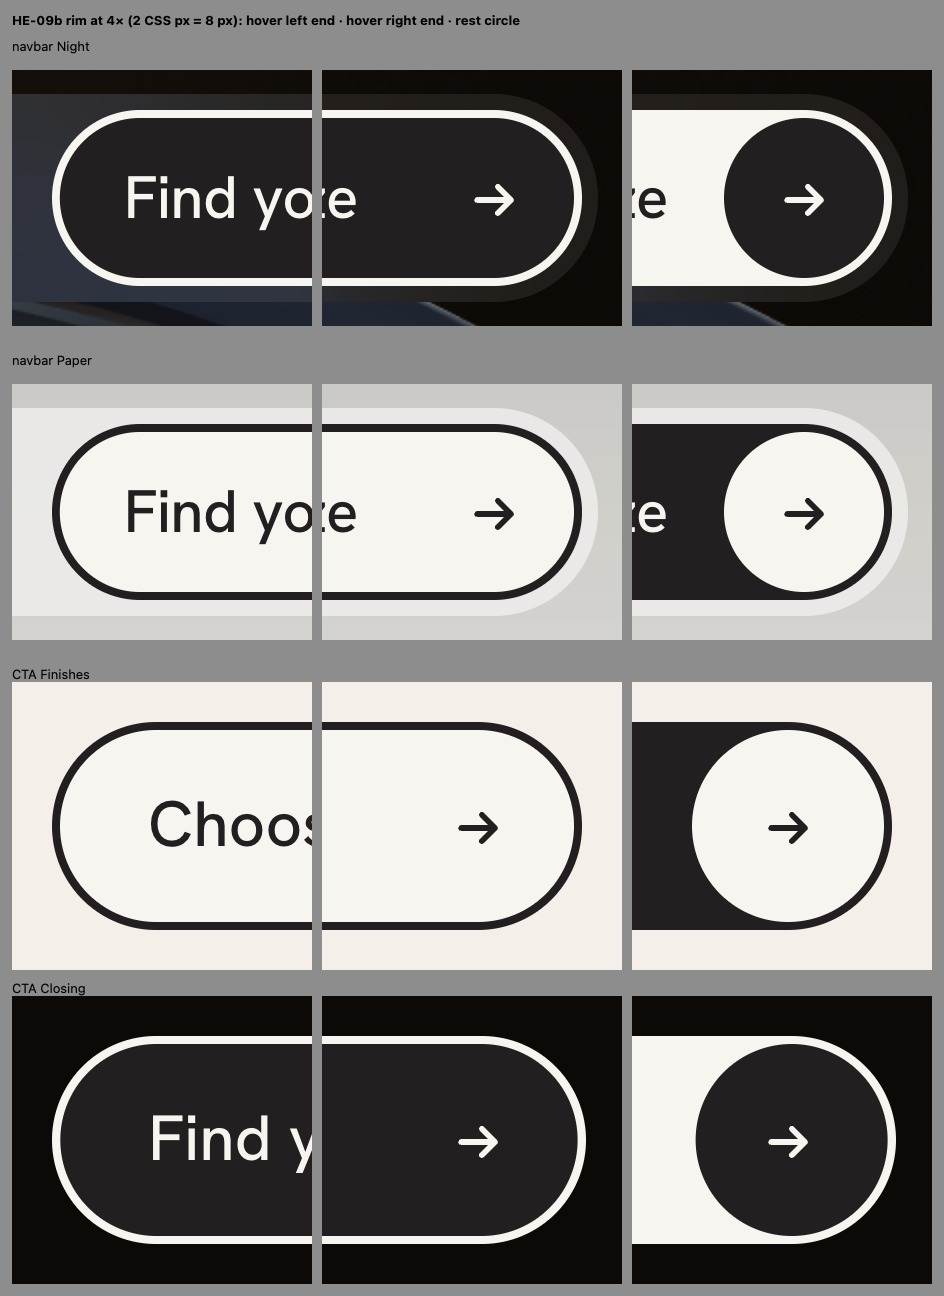 HE-09b rim at 4× (2 CSS px = 8 px): hover left end · hover right end · rest circle
navbar Night
Find yo
ze →
ze →
navbar Paper
Find yo
ze →
ze →
CTA Finishes
Choos
→
→
CTA Closing
Find y
→
→